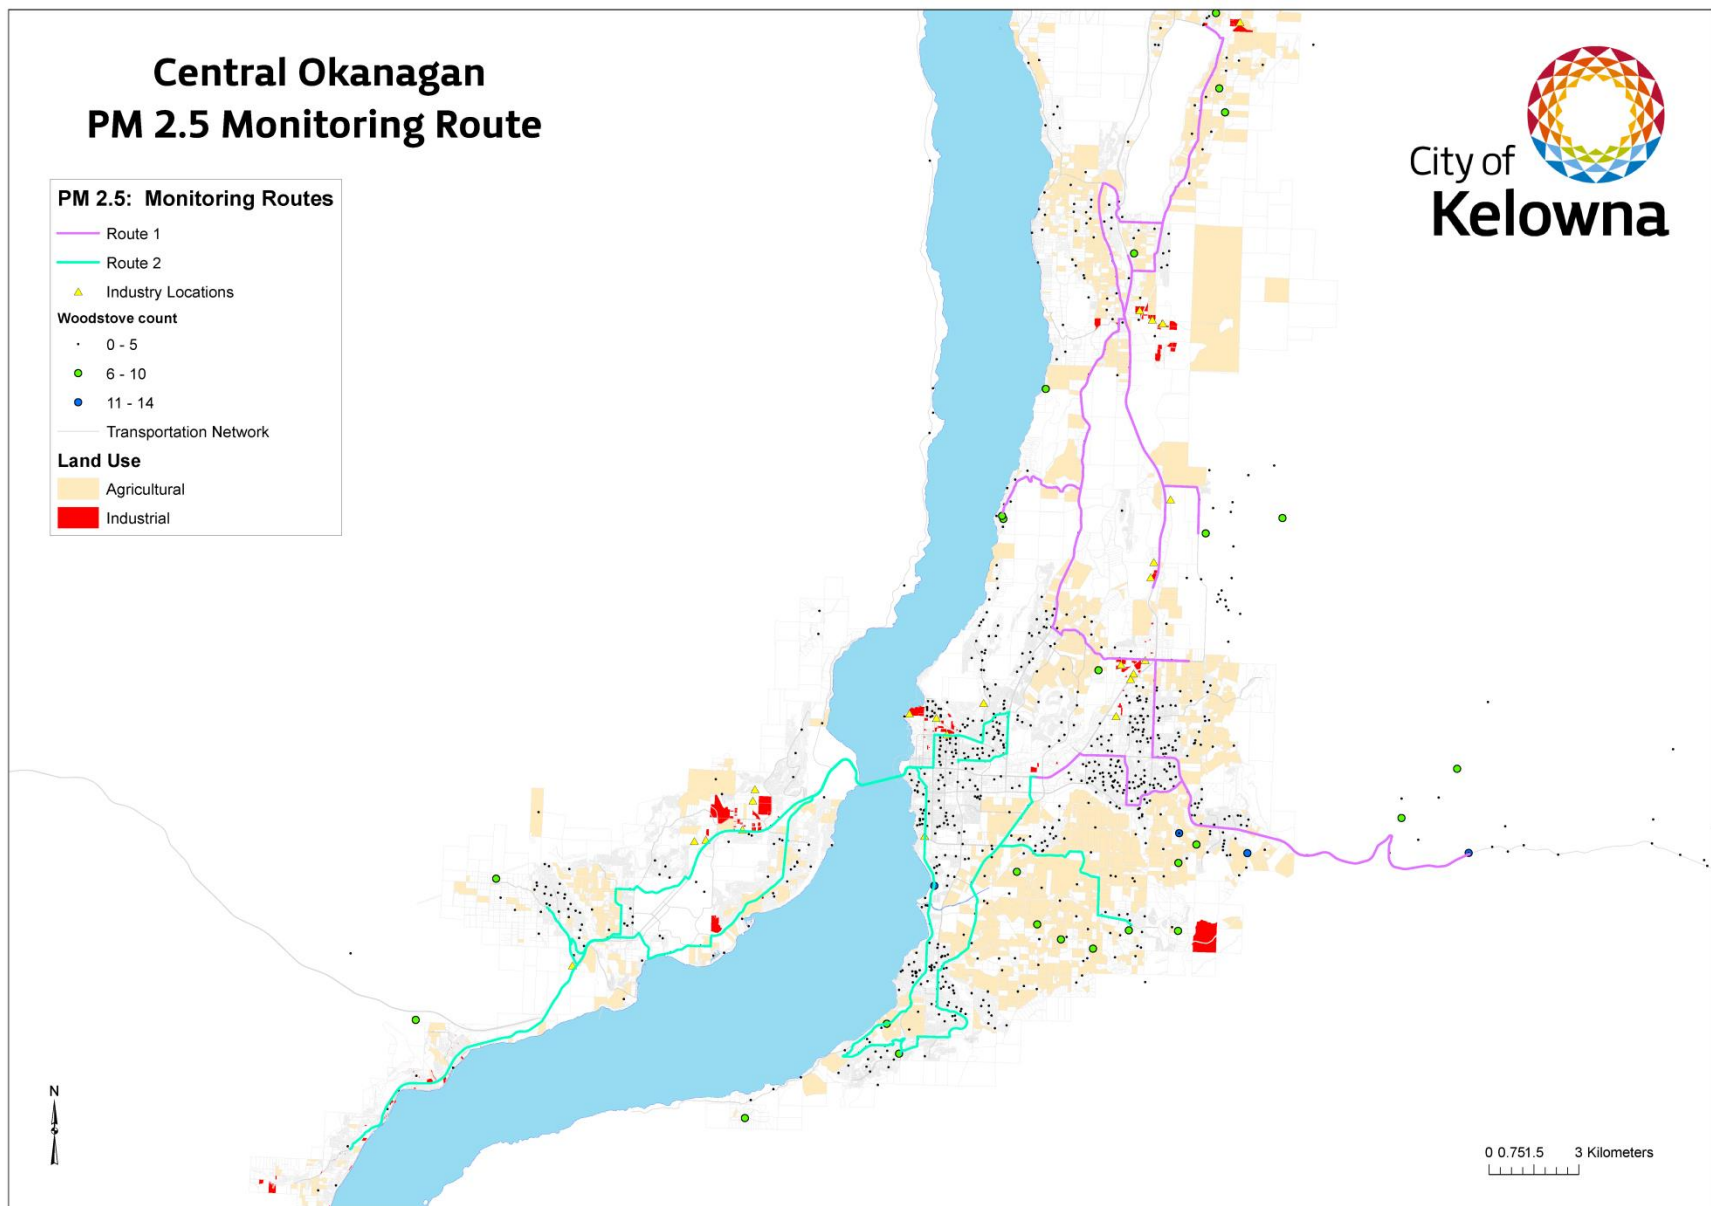 Central Okanagan
PM 2.5 Monitoring Route
City of
Kelowna
PM 2.5: Monitoring Routes
Route 1
Route 2
Industry Locations
Woodstove count
0 - 5
6 - 10
11 - 14
Transportation Network
Land Use
Agricultural
Industrial
N
0 0.751.5 3 Kilometers